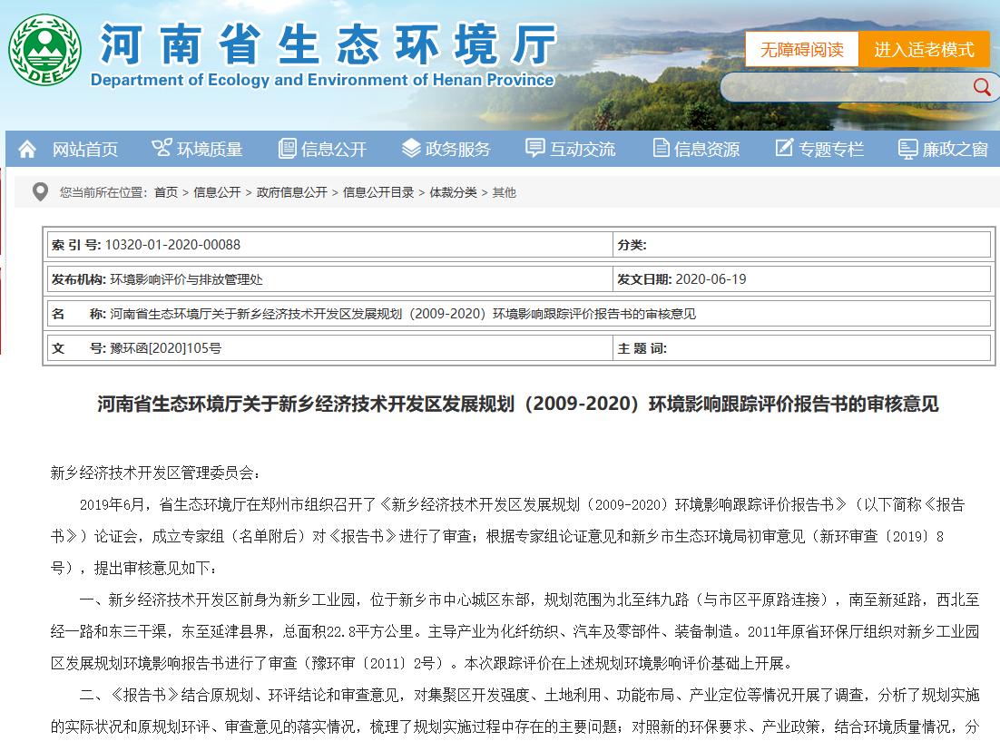 DEE
河南省生态环境厅
Department of Ecology and Environment of Henan Province
无障碍阅读
进入适老模式
网站首页 环境质量 信息公开 政务服务 互动交流 信息资源 专题专栏 廉政之窗
您当前所在位置：首页 > 信息公开 > 政府信息公开 > 信息公开目录 > 体裁分类 > 其他
索 引 号: 10320-01-2020-00088 分类:
发布机构: 环境影响评价与排放管理处 发文日期: 2020-06-19
名 称: 河南省生态环境厅关于新乡经济技术开发区发展规划（2009-2020）环境影响跟踪评价报告书的审核意见
文 号: 豫环函[2020]105号 主 题 词:
河南省生态环境厅关于新乡经济技术开发区发展规划（2009-2020）环境影响跟踪评价报告书的审核意见
新乡经济技术开发区管理委员会：
2019年6月，省生态环境厅在郑州市组织召开了《新乡经济技术开发区发展规划（2009-2020）环境影响跟踪评价报告书》（以下简称《报告
书》）论证会，成立专家组（名单附后）对《报告书》进行了审查；根据专家组论证意见和新乡市生态环境局初审意见（新环审查〔2019〕8
号），提出审核意见如下：
一、新乡经济技术开发区前身为新乡工业园，位于新乡市中心城区东部，规划范围为北至纬九路（与市区平原路连接），南至新延路，西北至
经一路和东三干渠，东至延津县界，总面积22.8平方公里。主导产业为化纤纺织、汽车及零部件、装备制造。2011年原省环保厅组织对新乡工业园
区发展规划环境影响报告书进行了审查（豫环审〔2011〕2号）。本次跟踪评价在上述规划环境影响评价基础上开展。
二、《报告书》结合原规划、环评结论和审查意见，对集聚区开发强度、土地利用、功能布局、产业定位等情况开展了调查，分析了规划实施
的实际状况和原规划环评、审查意见的落实情况，梳理了规划实施过程中存在的主要问题；对照新的环保要求、产业政策，结合环境质量情况，分